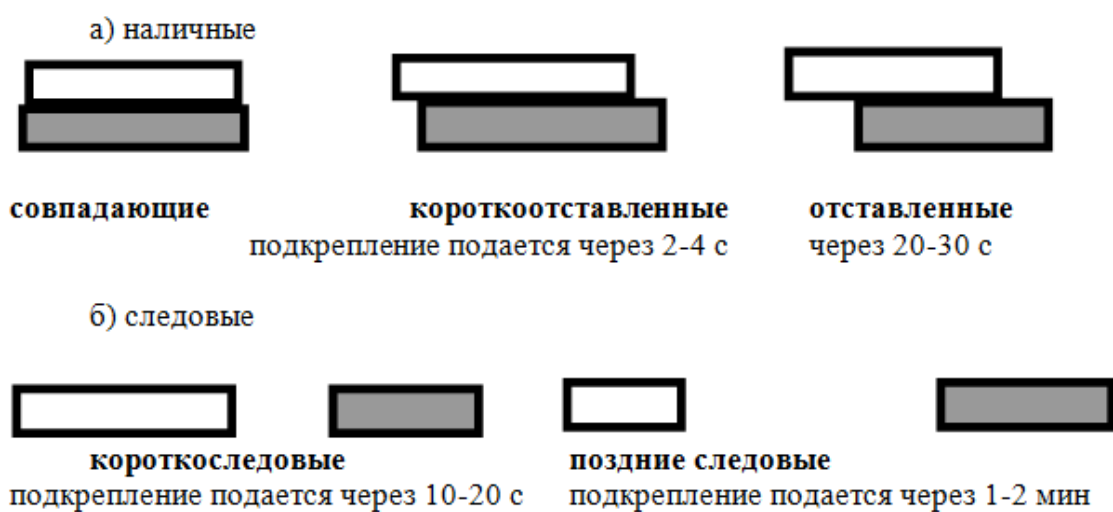 а) наличные
совпадающие короткоотставленные отставленные
подкрепление подается через 2-4 с через 20-30 с
б) следовые
короткоследовые поздние следовые
подкрепление подается через 10-20 с подкрепление подается через 1-2 мин